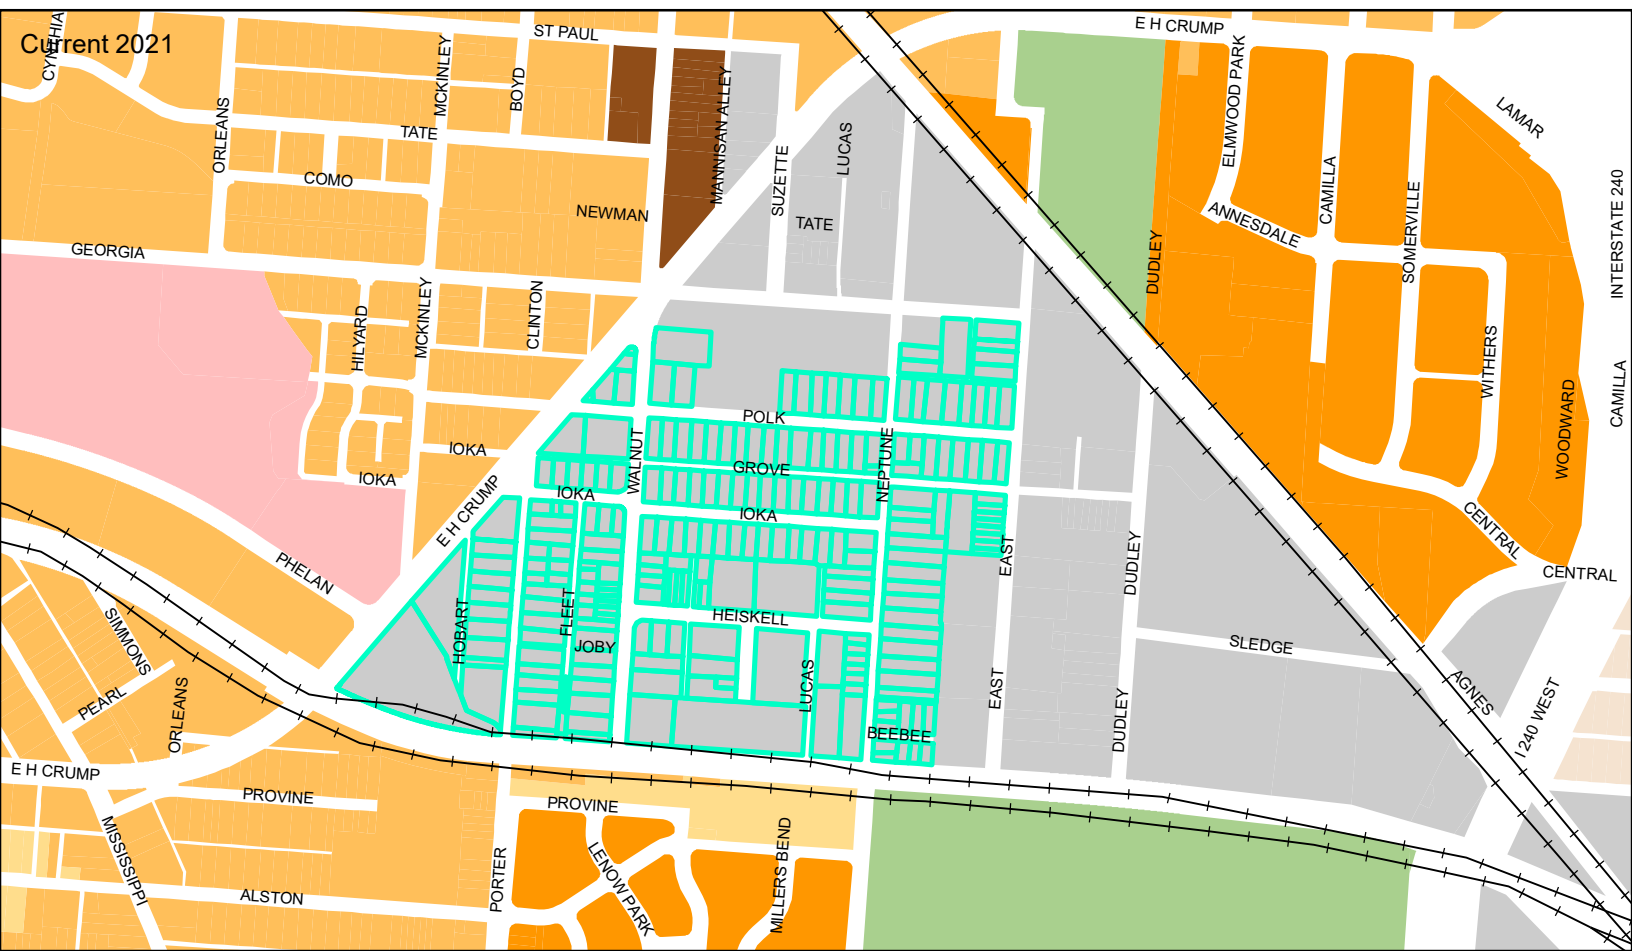 Current 2021
CYNTHIA
ST PAUL
E H CRUMP
MCKINLEY
BOYD
MANNISAN ALLEY
ELMWOOD PARK
LAMAR
ORLEANS
TATE
SUZETTE
LUCAS
CAMILLA
SOMERVILLE
INTERSTATE 240
COMO
NEWMAN
TATE
ANNESDALE
GEORGIA
DUDLEY
HILYARD
MCKINLEY
CLINTON
WITHERS
CAMILLA
WOODWARD
POLK
IOKA
WALNUT
NEPTUNE
GROVE
IOKA
IOKA
IOKA
E H CRUMP
CENTRAL
CENTRAL
PHELAN
EAST
DUDLEY
SIMMONS
HOBART
FLEET
HEISKELL
JOBY
SLEDGE
PEARL
ORLEANS
LUCAS
EAST
DUDLEY
AGNES
I 240 WEST
BEEBEE
E H CRUMP
PROVINE
PROVINE
MISSISSIPPI
PORTER
LENOW PARK
MILLERS BEND
ALSTON